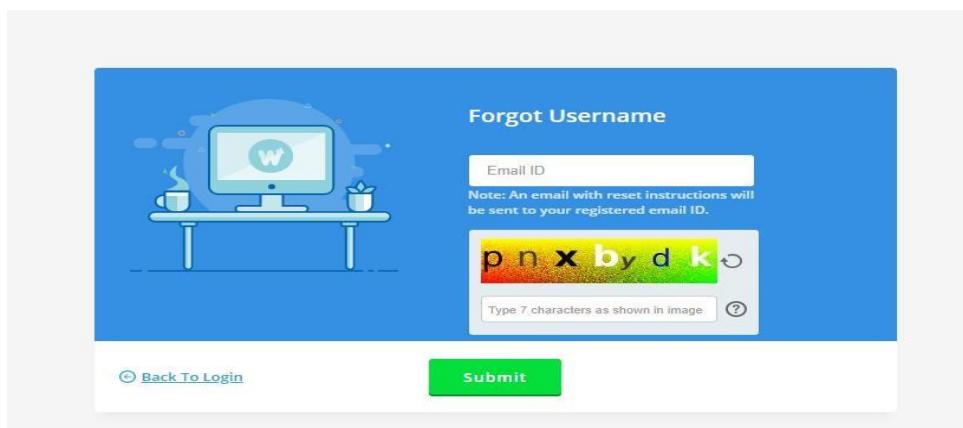 Forgot Username
W
Email ID
Note: An email with reset instructions will
be sent to your registered email ID.
p n x b y d k
Type 7 characters as shown in image
?
Back To Login
Submit